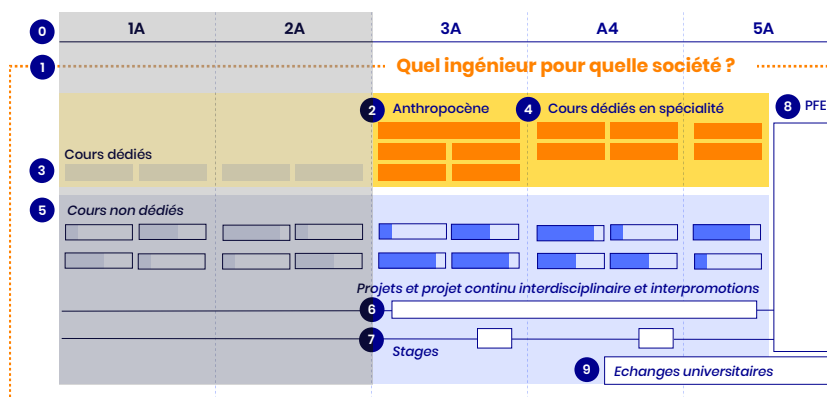 0 1A 2A 3A A4 5A
1 Quel ingénieur pour quelle société ?
2 Anthropocène 4 Cours dédiés en spécialité 8 PFE
Cours dédiés
3
5 Cours non dédiés
Projets et projet continu interdisciplinaire et interpromotions
6
7
Stages
9 Echanges universitaires